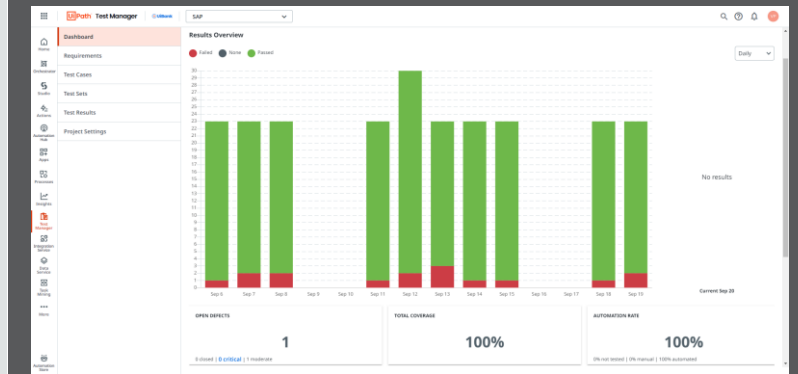 UiPath Test Manager
SAP
Dashboard
Requirements
Test Cases
Test Sets
Test Results
Project Settings
Home
Orchestrator
Studio
Actions
Automation Hub
Apps
Processes
Insights
Test Manager
Integration Service
Data Service
Task Mining
More
Automation
Results Overview
Failed None Passed
Daily
30
29
28
27
26
25
24
23
22
21
20
19
18
17
16
15
14
13
12
11
10
9
8
7
6
5
4
3
2
1
0
Sep 6 Sep 7 Sep 8 Sep 9 Sep 10 Sep 11 Sep 12 Sep 13 Sep 14 Sep 15 Sep 16 Sep 17 Sep 18 Sep 19
No results
Current Sep 20
OPEN DEFECTS
1
0 closed | 0 critical | 1 moderate
TOTAL COVERAGE
100%
AUTOMATION RATE
100%
0% not tested | 0% manual | 100% automated